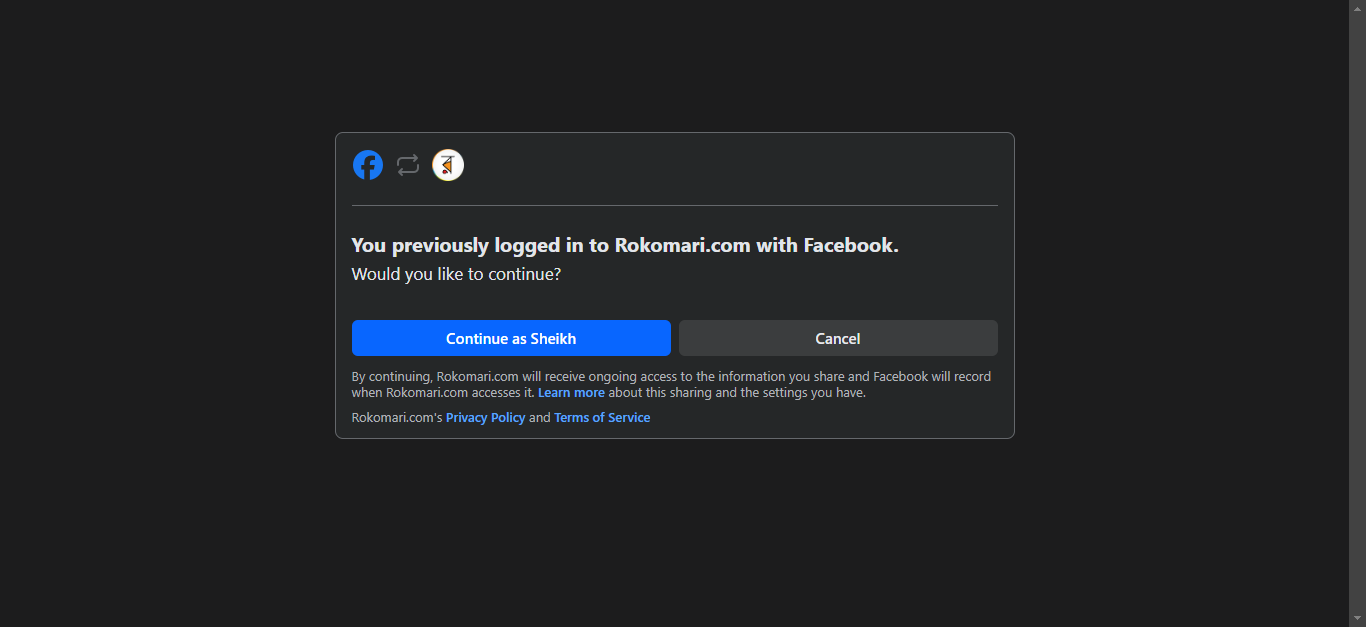 You previously logged in to Rokomari.com with Facebook.
Would you like to continue?
Continue as Sheikh
Cancel
By continuing, Rokomari.com will receive ongoing access to the information you share and Facebook will record
when Rokomari.com accesses it. Learn more about this sharing and the settings you have.
Rokomari.com's Privacy Policy and Terms of Service